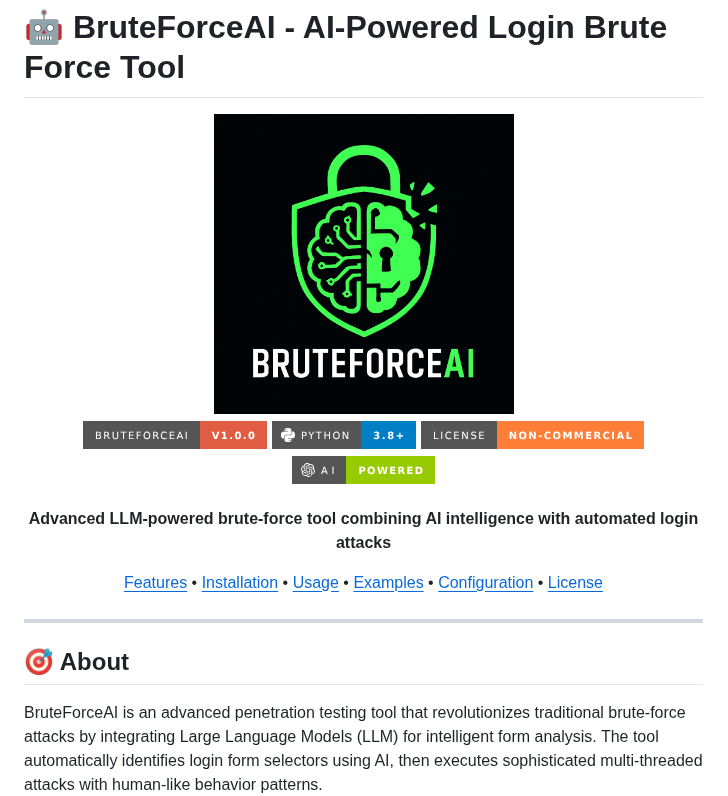 🤖 BruteForceAI - AI-Powered Login Brute
Force Tool
BRUTEFORCEAI
BRUTEFORCEAI V1.0.0 PYTHON 3.8+ LICENSE NON-COMMERCIAL
AI POWERED
Advanced LLM-powered brute-force tool combining AI intelligence with automated login
attacks
Features • Installation • Usage • Examples • Configuration • License
🎯 About
BruteForceAI is an advanced penetration testing tool that revolutionizes traditional brute-force
attacks by integrating Large Language Models (LLM) for intelligent form analysis. The tool
automatically identifies login form selectors using AI, then executes sophisticated multi-threaded
attacks with human-like behavior patterns.